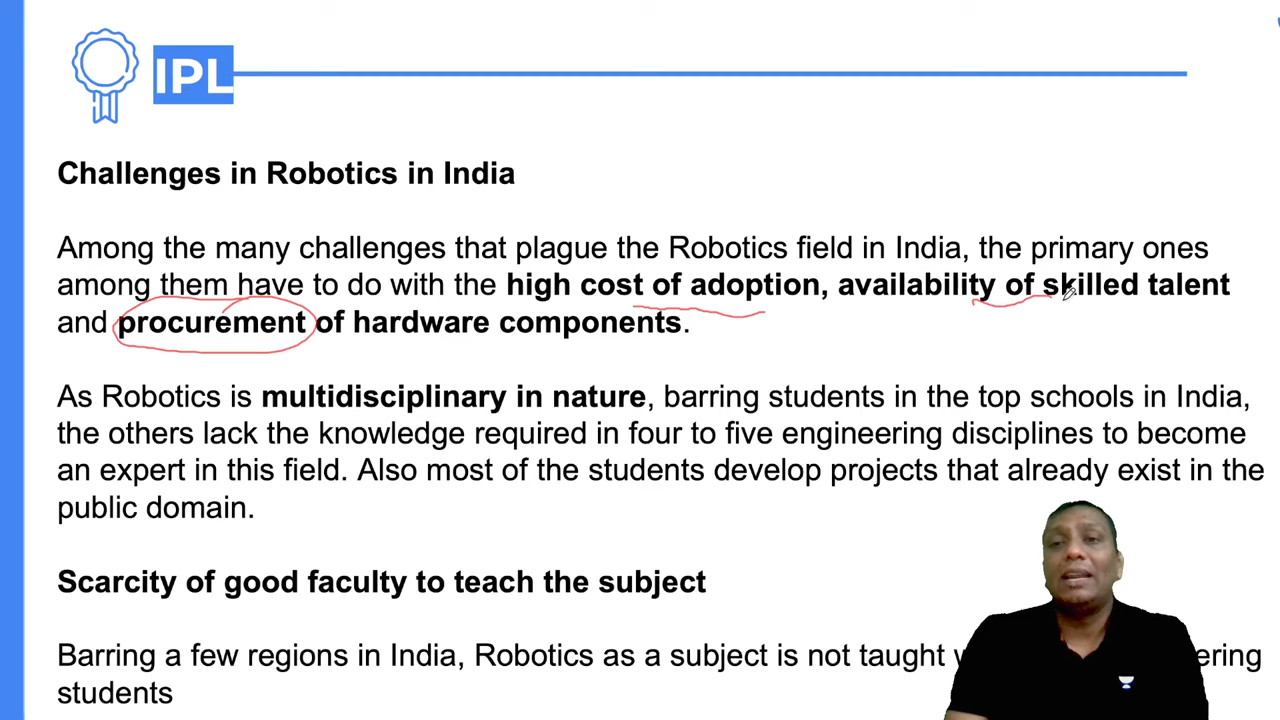 IPL
Challenges in Robotics in India
Among the many challenges that plague the Robotics field in India, the primary ones
among them have to do with the high cost of adoption, availability of skilled talent
and procurement of hardware components.
As Robotics is multidisciplinary in nature, barring students in the top schools in India,
the others lack the knowledge required in four to five engineering disciplines to become
an expert in this field. Also most of the students develop projects that already exist in the
public domain.
Scarcity of good faculty to teach the subject
Barring a few regions in India, Robotics as a subject is not taught
students